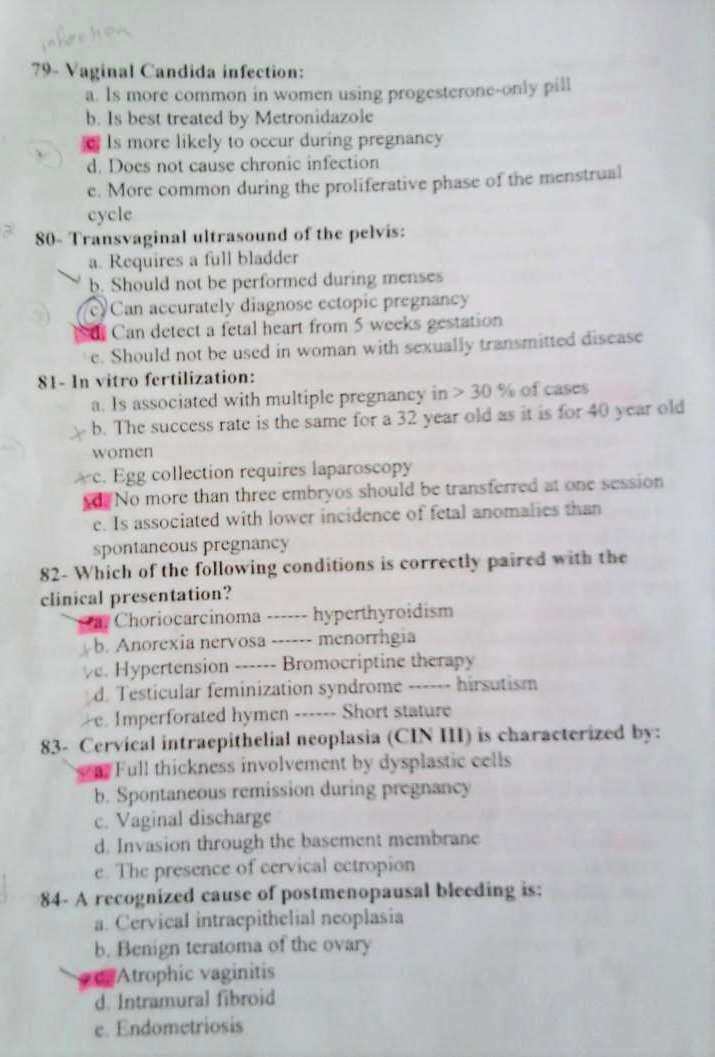 infection
79- Vaginal Candida infection:
a. Is more common in women using progesterone-only pill
b. Is best treated by Metronidazole
c. Is more likely to occur during pregnancy
d. Does not cause chronic infection
e. More common during the proliferative phase of the menstrual
cycle
80- Transvaginal ultrasound of the pelvis:
a. Requires a full bladder
b. Should not be performed during menses
c. Can accurately diagnose ectopic pregnancy
d. Can detect a fetal heart from 5 weeks gestation
e. Should not be used in woman with sexually transmitted disease
81- In vitro fertilization:
a. Is associated with multiple pregnancy in > 30 % of cases
b. The success rate is the same for a 32 year old as it is for 40 year old
women
c. Egg collection requires laparoscopy
d. No more than three embryos should be transferred at one session
e. Is associated with lower incidence of fetal anomalies than
spontaneous pregnancy
82- Which of the following conditions is correctly paired with the
clinical presentation?
a. Choriocarcinoma ------ hyperthyroidism
b. Anorexia nervosa ------ menorrhgia
c. Hypertension ------ Bromocriptine therapy
d. Testicular feminization syndrome ------ hirsutism
e. Imperforated hymen ------ Short stature
83- Cervical intraepithelial neoplasia (CIN III) is characterized by:
a. Full thickness involvement by dysplastic cells
b. Spontaneous remission during pregnancy
c. Vaginal discharge
d. Invasion through the basement membrane
e. The presence of cervical ectropion
84- A recognized cause of postmenopausal bleeding is:
a. Cervical intraepithelial neoplasia
b. Benign teratoma of the ovary
c. Atrophic vaginitis
d. Intramural fibroid
e. Endometriosis